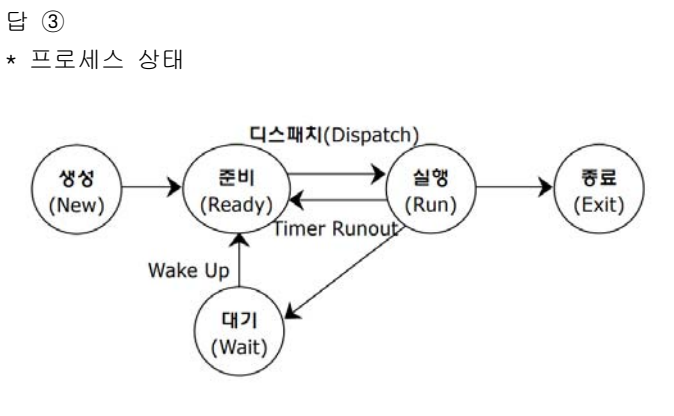 답 ③
* 프로세스 상태
디스패치(Dispatch)
생성
(New)
준비
(Ready)
실행
(Run)
종료
(Exit)
Timer Runout
Wake Up
대기
(Wait)